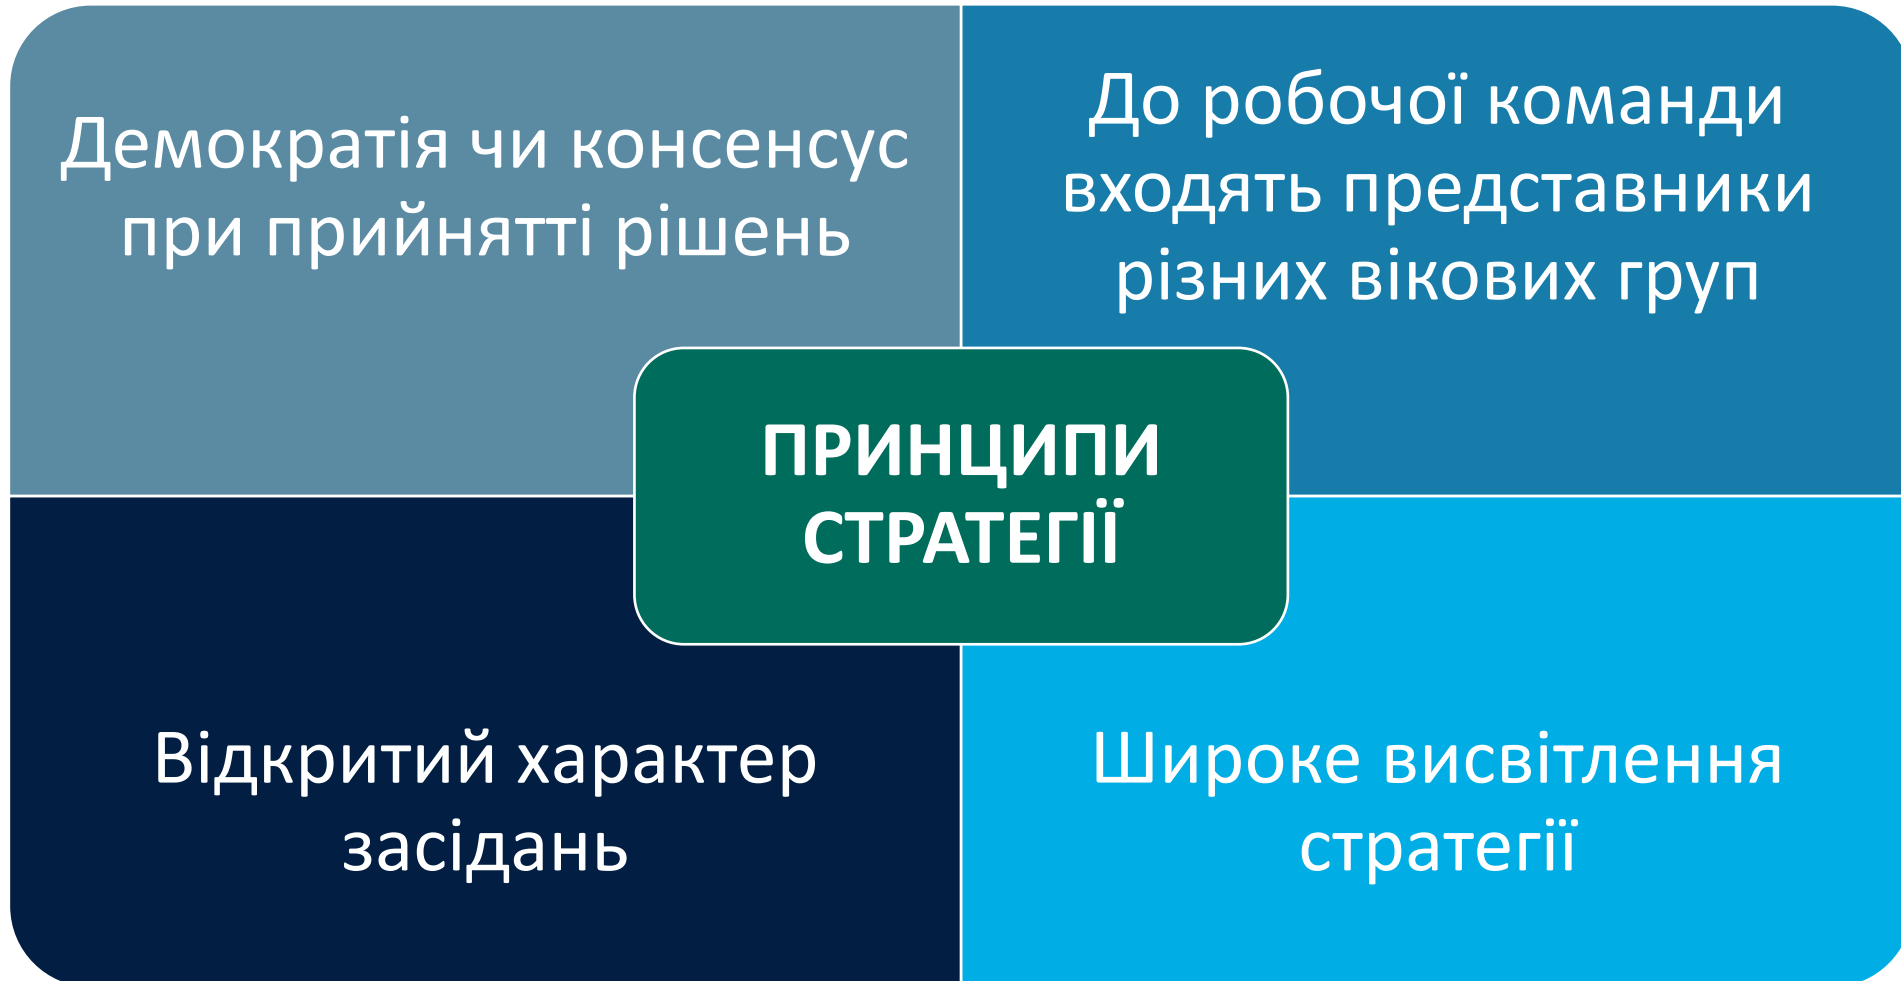 Демократія чи консенсус
при прийнятті рішень
До робочої команди
входять представники
різних вікових груп
ПРИНЦИПИ
СТРАТЕГІЇ
Відкритий характер
засідань
Широке висвітлення
стратегії